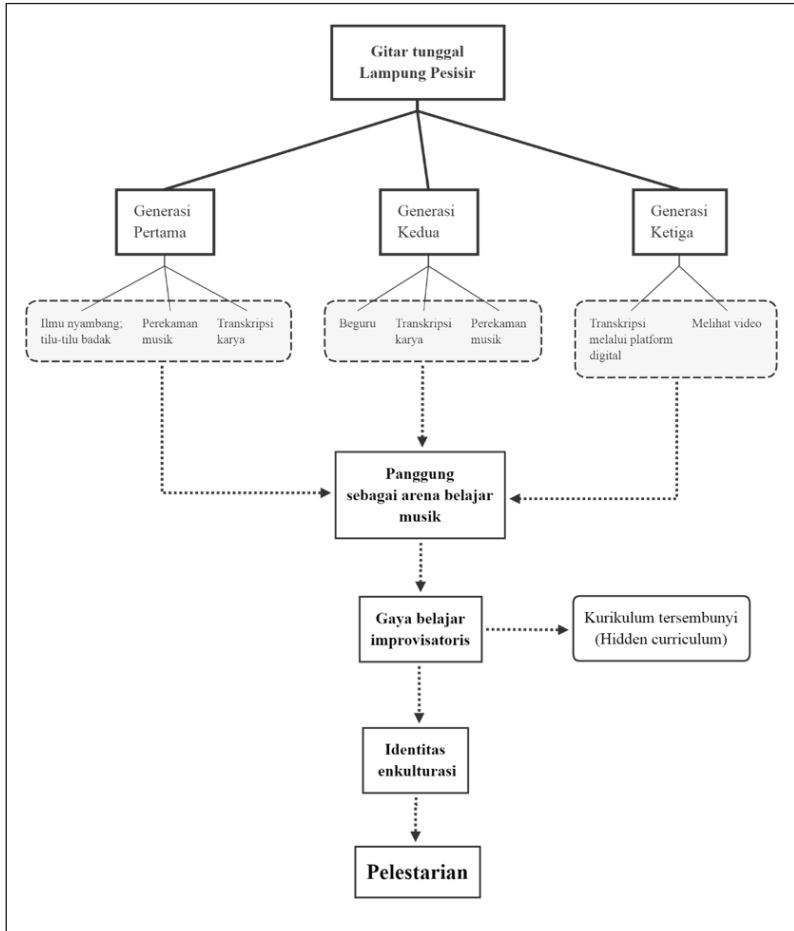 Gitar tunggal
Lampung Pesisir
Generasi
Pertama
Generasi
Kedua
Generasi
Ketiga
Ilmu nyambang;
tilu-tilu badak
Perekaman
musik
Transkripsi
karya
Beguru
Transkripsi
karya
Perekaman
musik
Transkripsi
melalui platform
digital
Melihat video
Panggung
sebagai arena belajar
musik
Gaya belajar
improvisatoris
Kurikulum tersembunyi
(Hidden curriculum)
Identitas
enkulturasi
Pelestarian